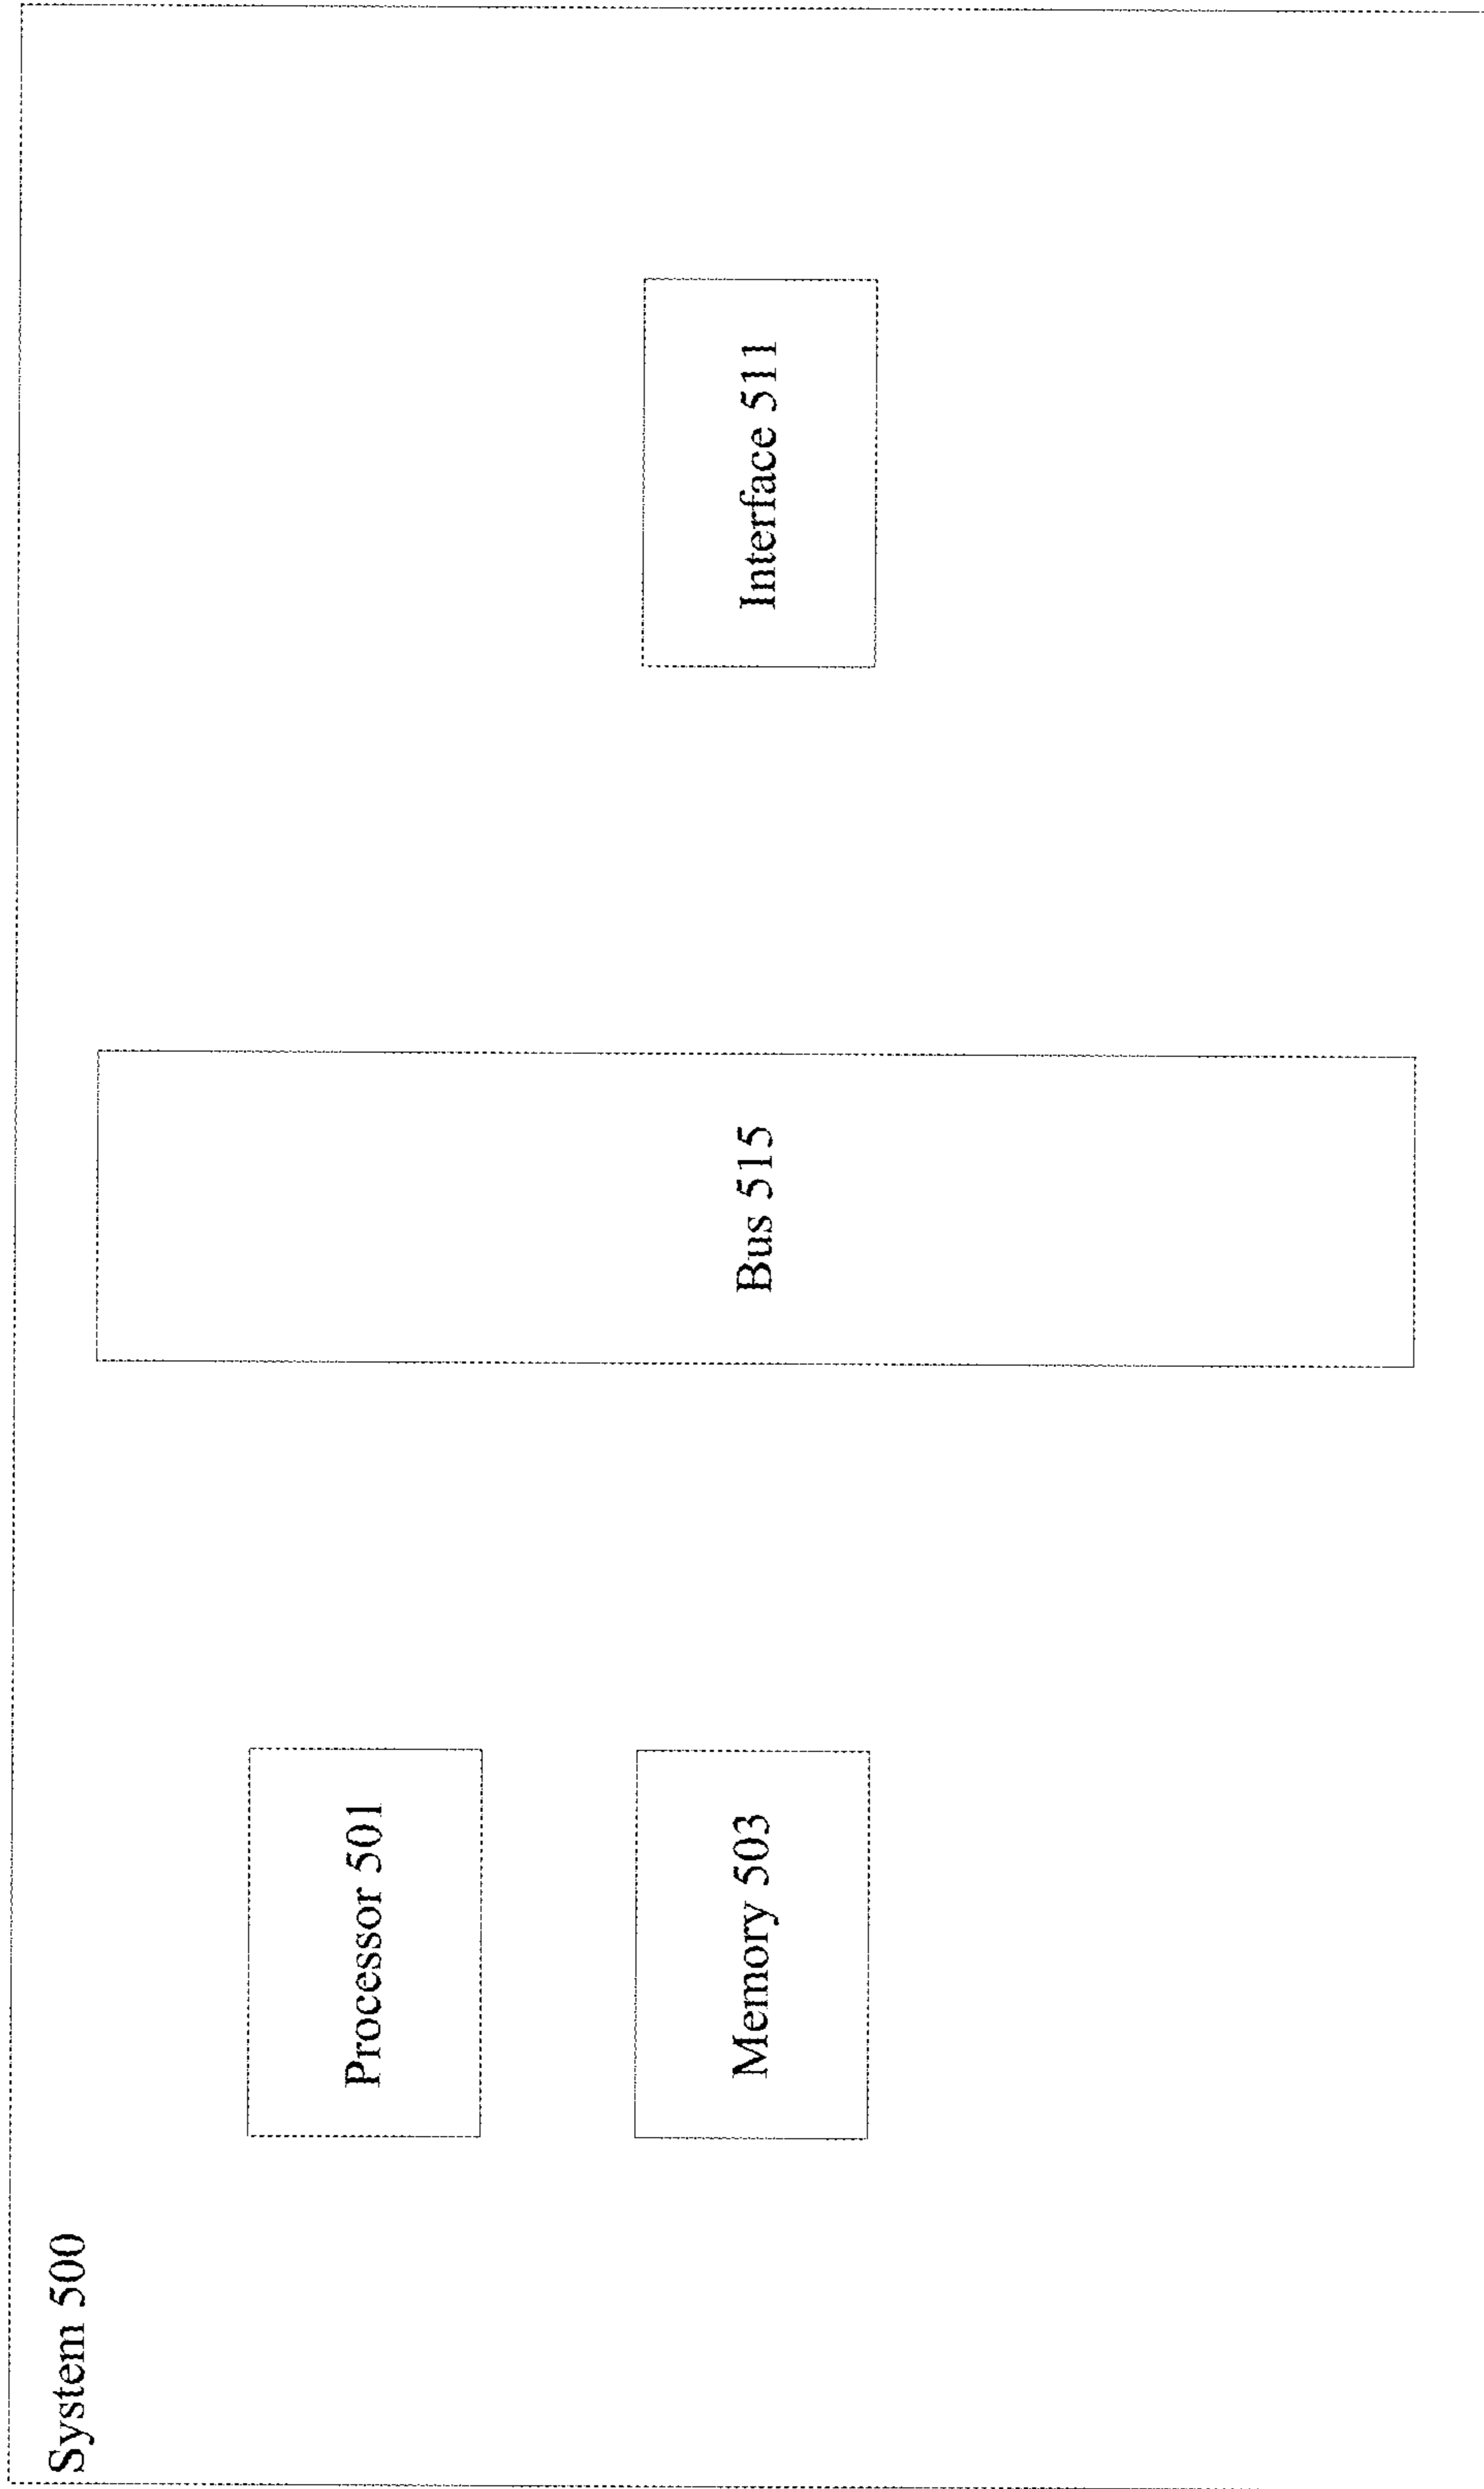 System 500
Processor 501
Memory 503
Bus 515
Interface 511